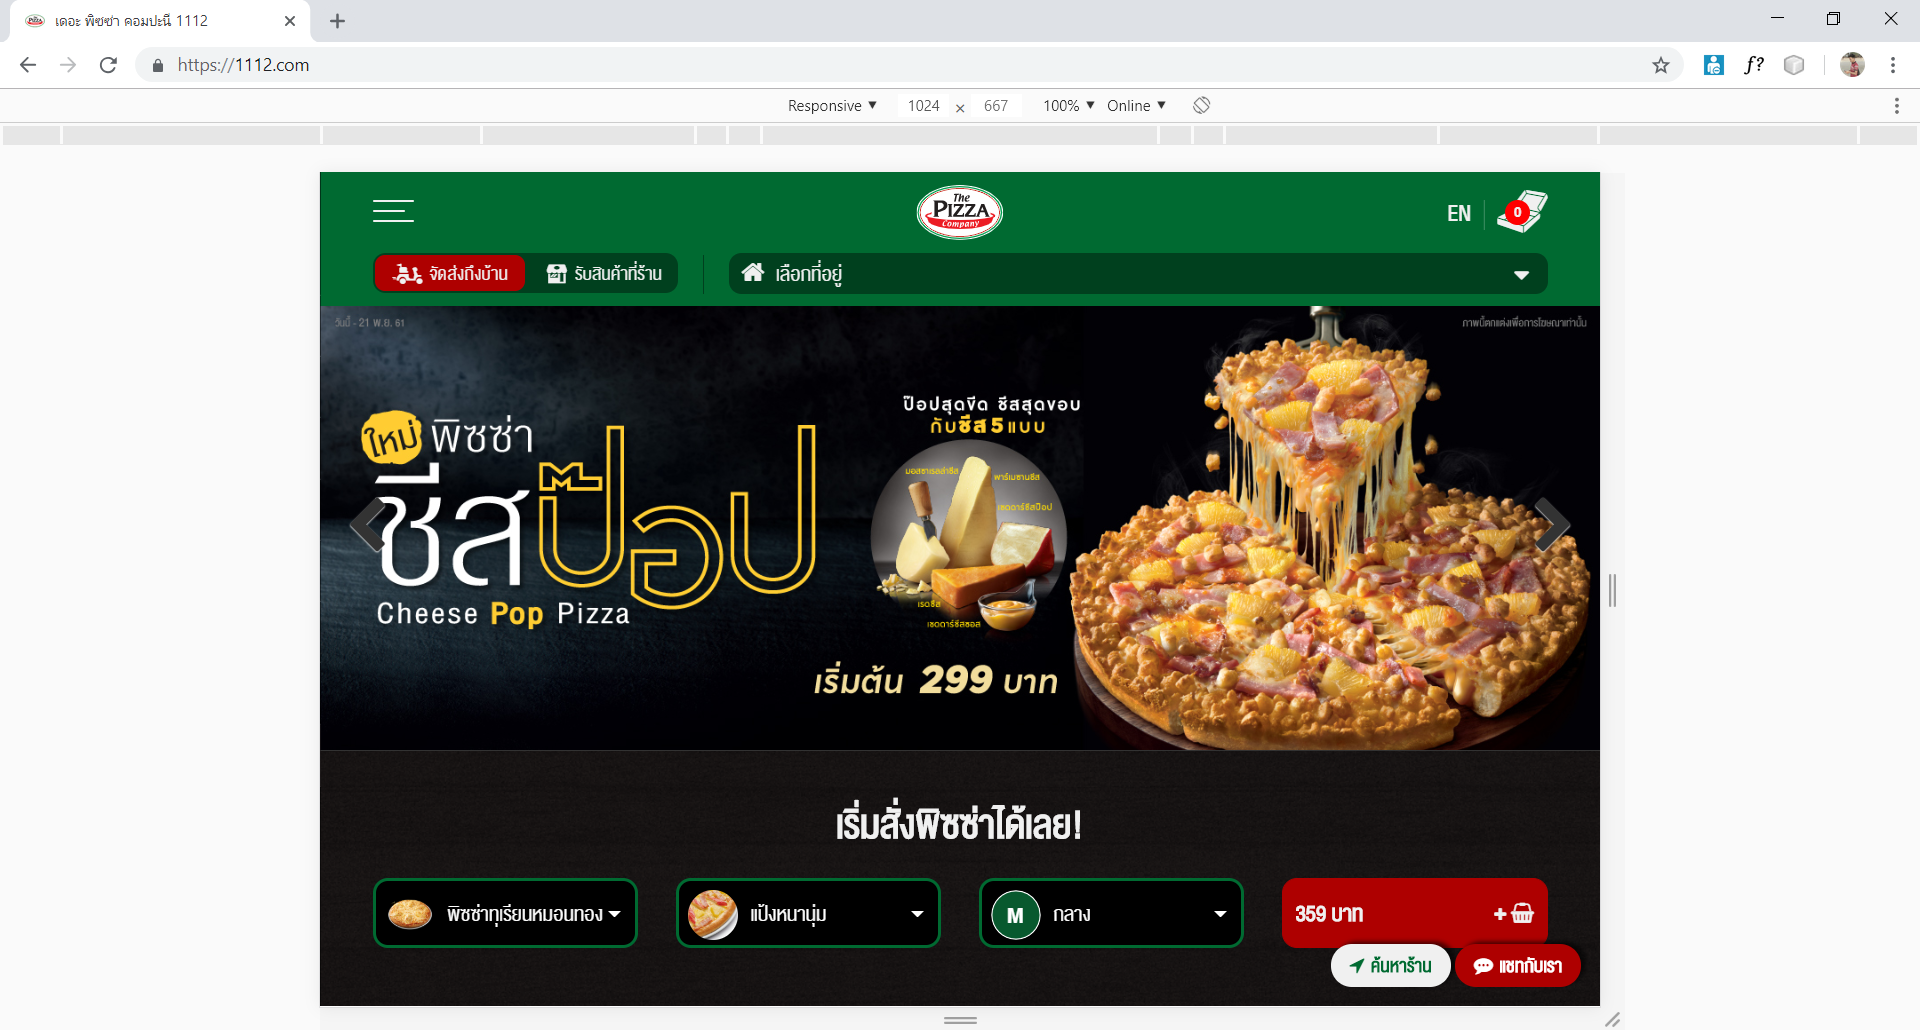 เดอะ พิซซ่า คอมปะนี 1112
https://1112.com
Responsive 1024 × 667 100% Online
The PIZZA Company
EN 0
จัดส่งถึงบ้าน รับสินค้าที่ร้าน เลือกที่อยู่
วันนี้ - 21 พ.ย. 61
ภาพนี้ตกแต่งเพื่อการโฆษณาเท่านั้น
ใหม่ พิซซ่า
ชีสป๊อป
Cheese Pop Pizza
ป๊อปสุดขีด ชีสสุดขอบ
กับชีส 5 แบบ
มอสซาเรลล่าชีส
พาร์เมซานชีส
เชดดาร์ชีสป๊อป
เรดชีส
เชดดาร์ชีสซอส
เริ่มต้น 299 บาท
เริ่มสั่งพิซซ่าได้เลย!
พิซซ่าทุเรียนหมอนทอง แป้งหนานุ่ม M กลาง 359 บาท +
ค้นหาร้าน แชทกับเรา